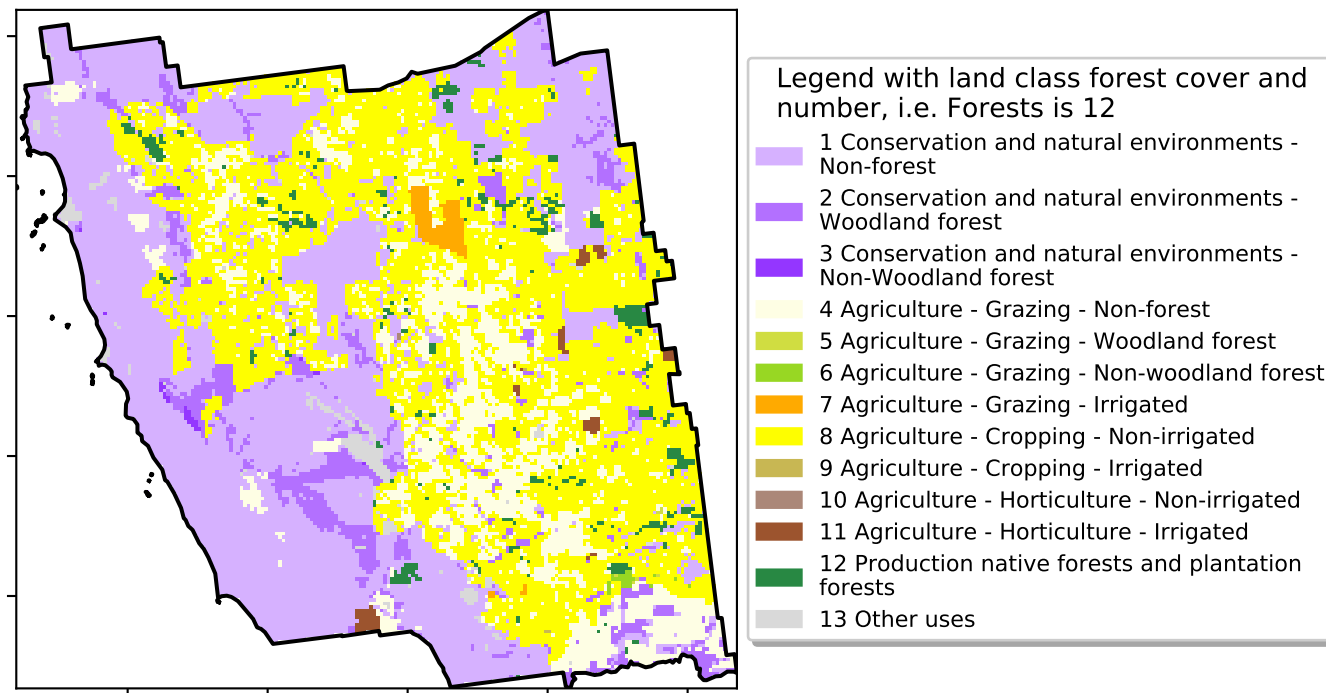 Legend with land class forest cover and
number, i.e. Forests is 12
1 Conservation and natural environments -
Non-forest
2 Conservation and natural environments -
Woodland forest
3 Conservation and natural environments -
Non-Woodland forest
4 Agriculture - Grazing - Non-forest
5 Agriculture - Grazing - Woodland forest
6 Agriculture - Grazing - Non-woodland forest
7 Agriculture - Grazing - Irrigated
8 Agriculture - Cropping - Non-irrigated
9 Agriculture - Cropping - Irrigated
10 Agriculture - Horticulture - Non-irrigated
11 Agriculture - Horticulture - Irrigated
12 Production native forests and plantation
forests
13 Other uses